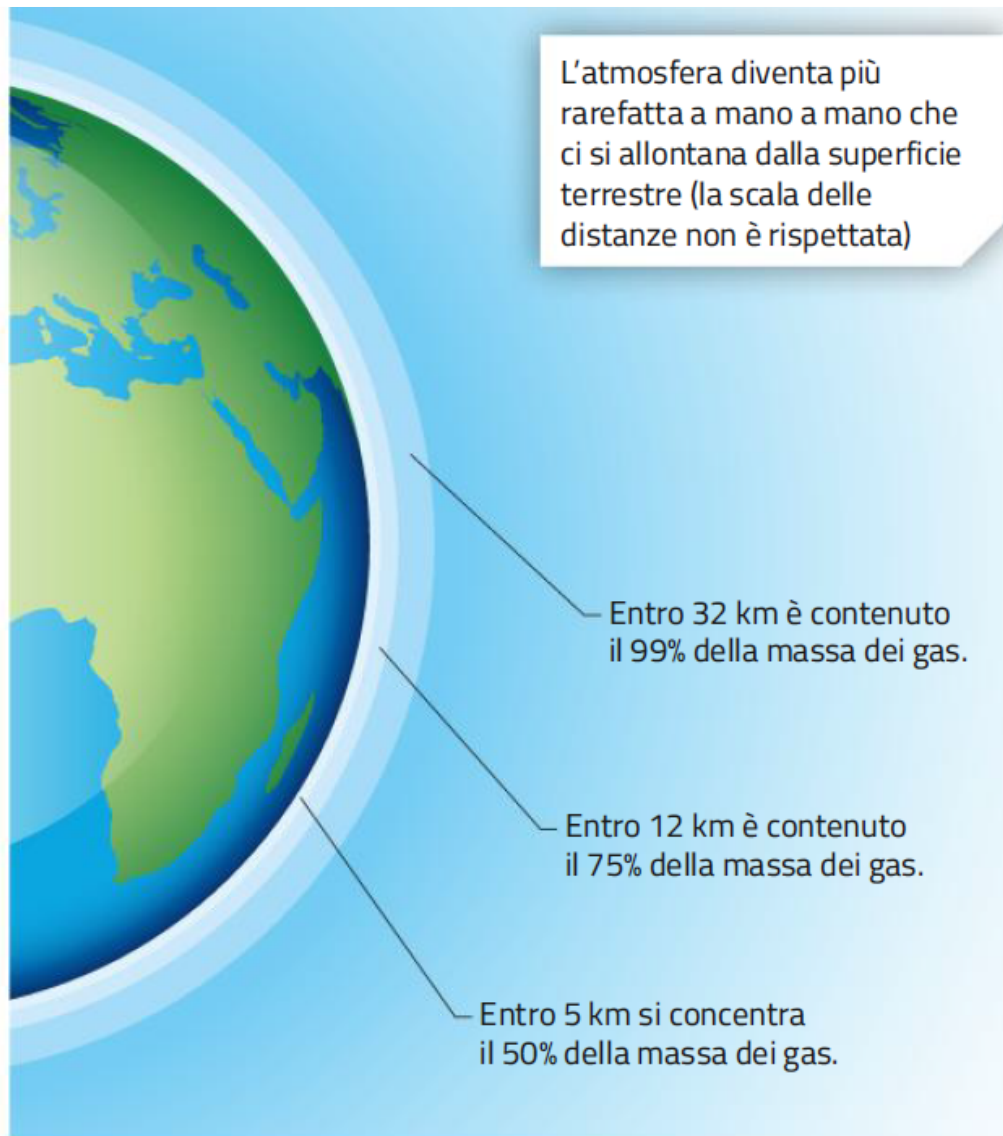 L'atmosfera diventa più
rarefatta a mano a mano che
ci si allontana dalla superficie
terrestre (la scala delle
distanze non è rispettata)
Entro 32 km è contenuto
il 99% della massa dei gas.
Entro 12 km è contenuto
il 75% della massa dei gas.
Entro 5 km si concentra
il 50% della massa dei gas.